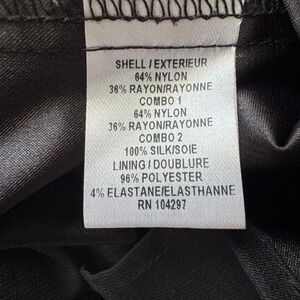 SHELL / EXTERIEUR
64% NYLON
36% RAYON/RAYONNE
COMBO 1
64% NYLON
36% RAYON/RAYONNE
COMBO 2
100% SILK/SOIE
LINING / DOUBLURE
96% POLYESTER
4% ELASTANE/ELASTHANNE
RN 104297